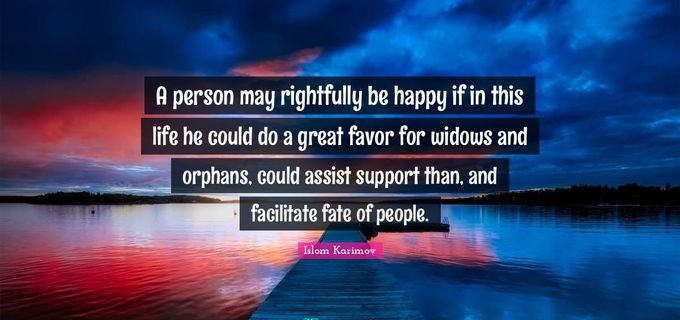 A person may rightfully be happy if in this
life he could do a great favor for widows and
orphans, could assist support than, and
facilitate fate of people.
Islom Karimov